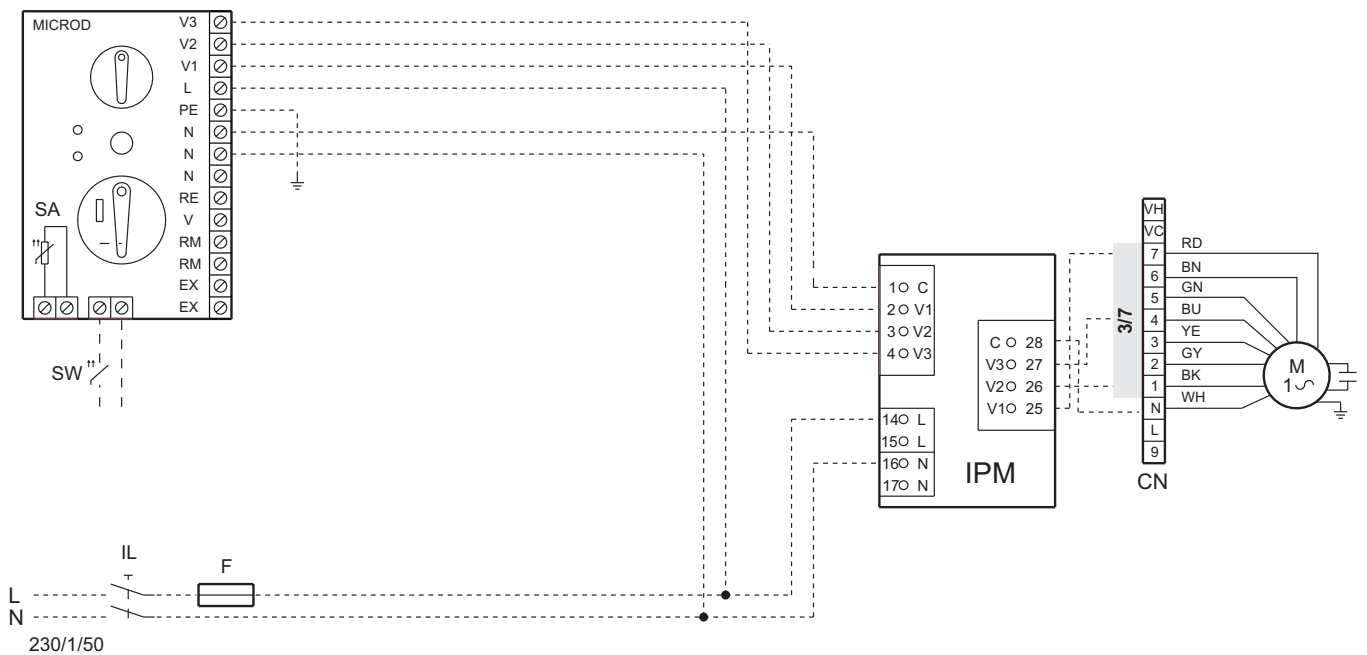 MICROD
V3
V2
V1
L
PE
N
N
N
RE
V
RM
RM
EX
EX
SA
SW
1 C
2 V1
3 V2
4 V3
14 L
15 L
16 N
17 N
C 28
V3 27
V2 26
V1 25
IPM
3/7
VH
VC
7 RD
6 BN
5 GN
4 BU
3 YE
2 GY
1 BK
N WH
L
9
CN
M
1
IL
F
L
N
230/1/50